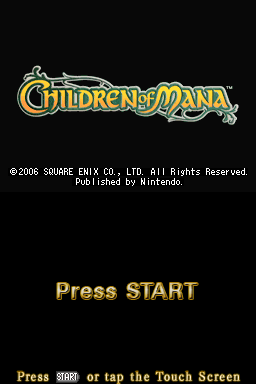 CHILDREN of MANA™
©2006 SQUARE ENIX CO., LTD. All Rights Reserved.
Published by Nintendo.
Press START
Press START or tap the Touch Screen